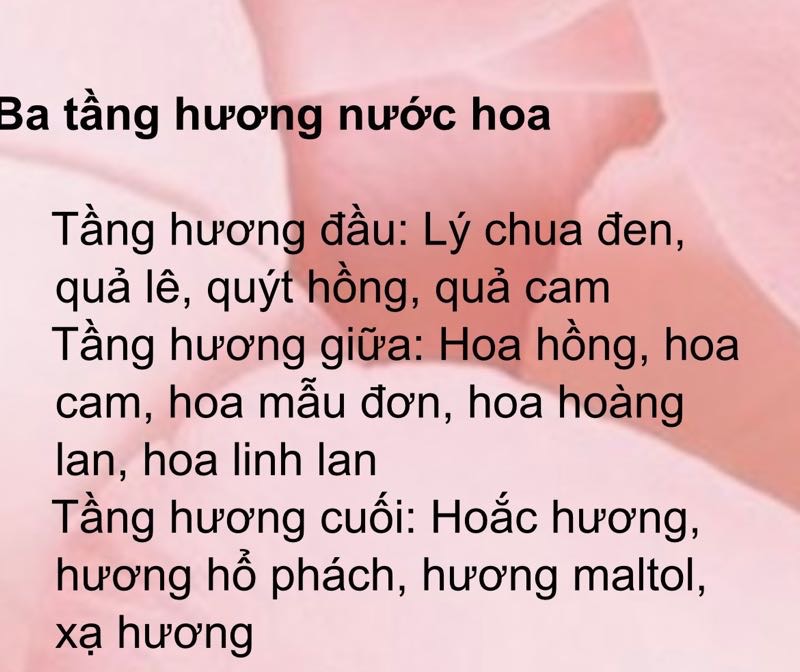 Ba tầng hương nước hoa
Tầng hương đầu: Lý chua đen,
quả lê, quýt hồng, quả cam
Tầng hương giữa: Hoa hồng, hoa
cam, hoa mẫu đơn, hoa hoàng
lan, hoa linh lan
Tầng hương cuối: Hoắc hương,
hương hổ phách, hương maltol,
xạ hương